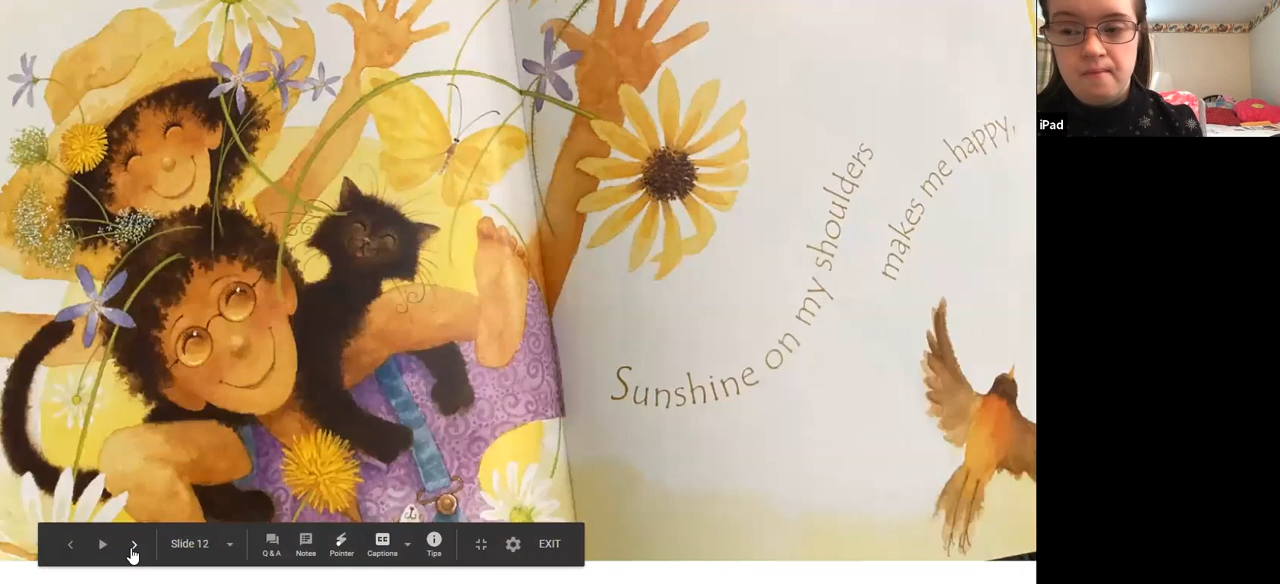 iPad
Sunshine on my shoulders
makes me happy,
Slide 12
Q & A
Notes
Pointer
Captions
Tips
EXIT